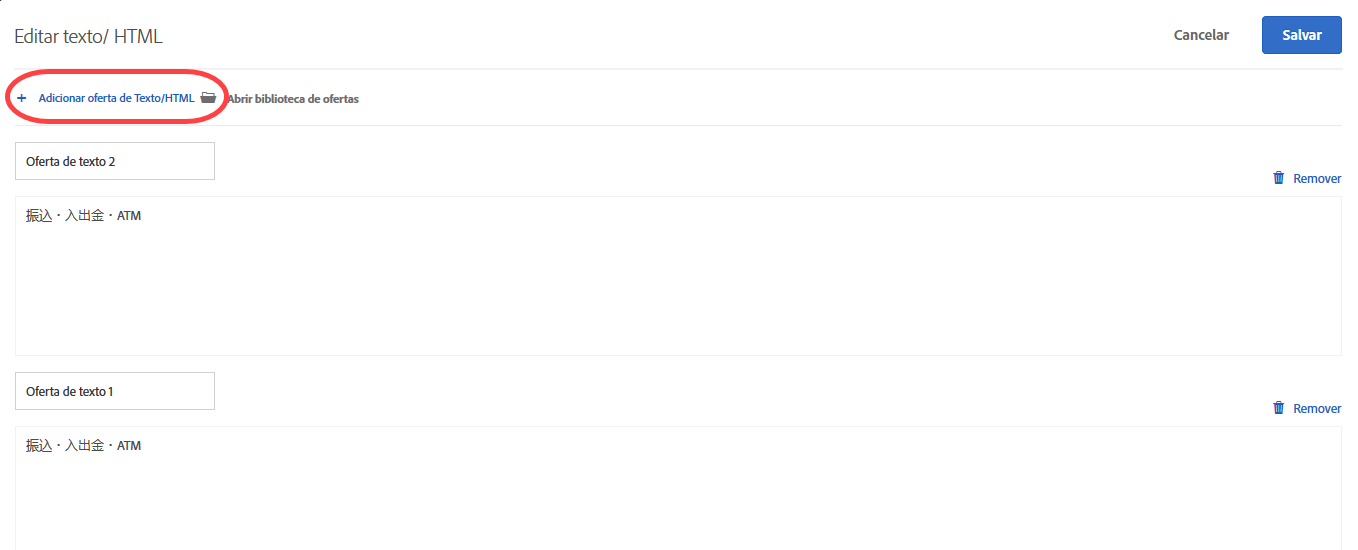 Editar texto/ HTML
Cancelar
Salvar
+ Adicionar oferta de Texto/HTML
Abrir biblioteca de ofertas
Oferta de texto 2
Remover
振込・入出金・ATM
Oferta de texto 1
Remover
振込・入出金・ATM